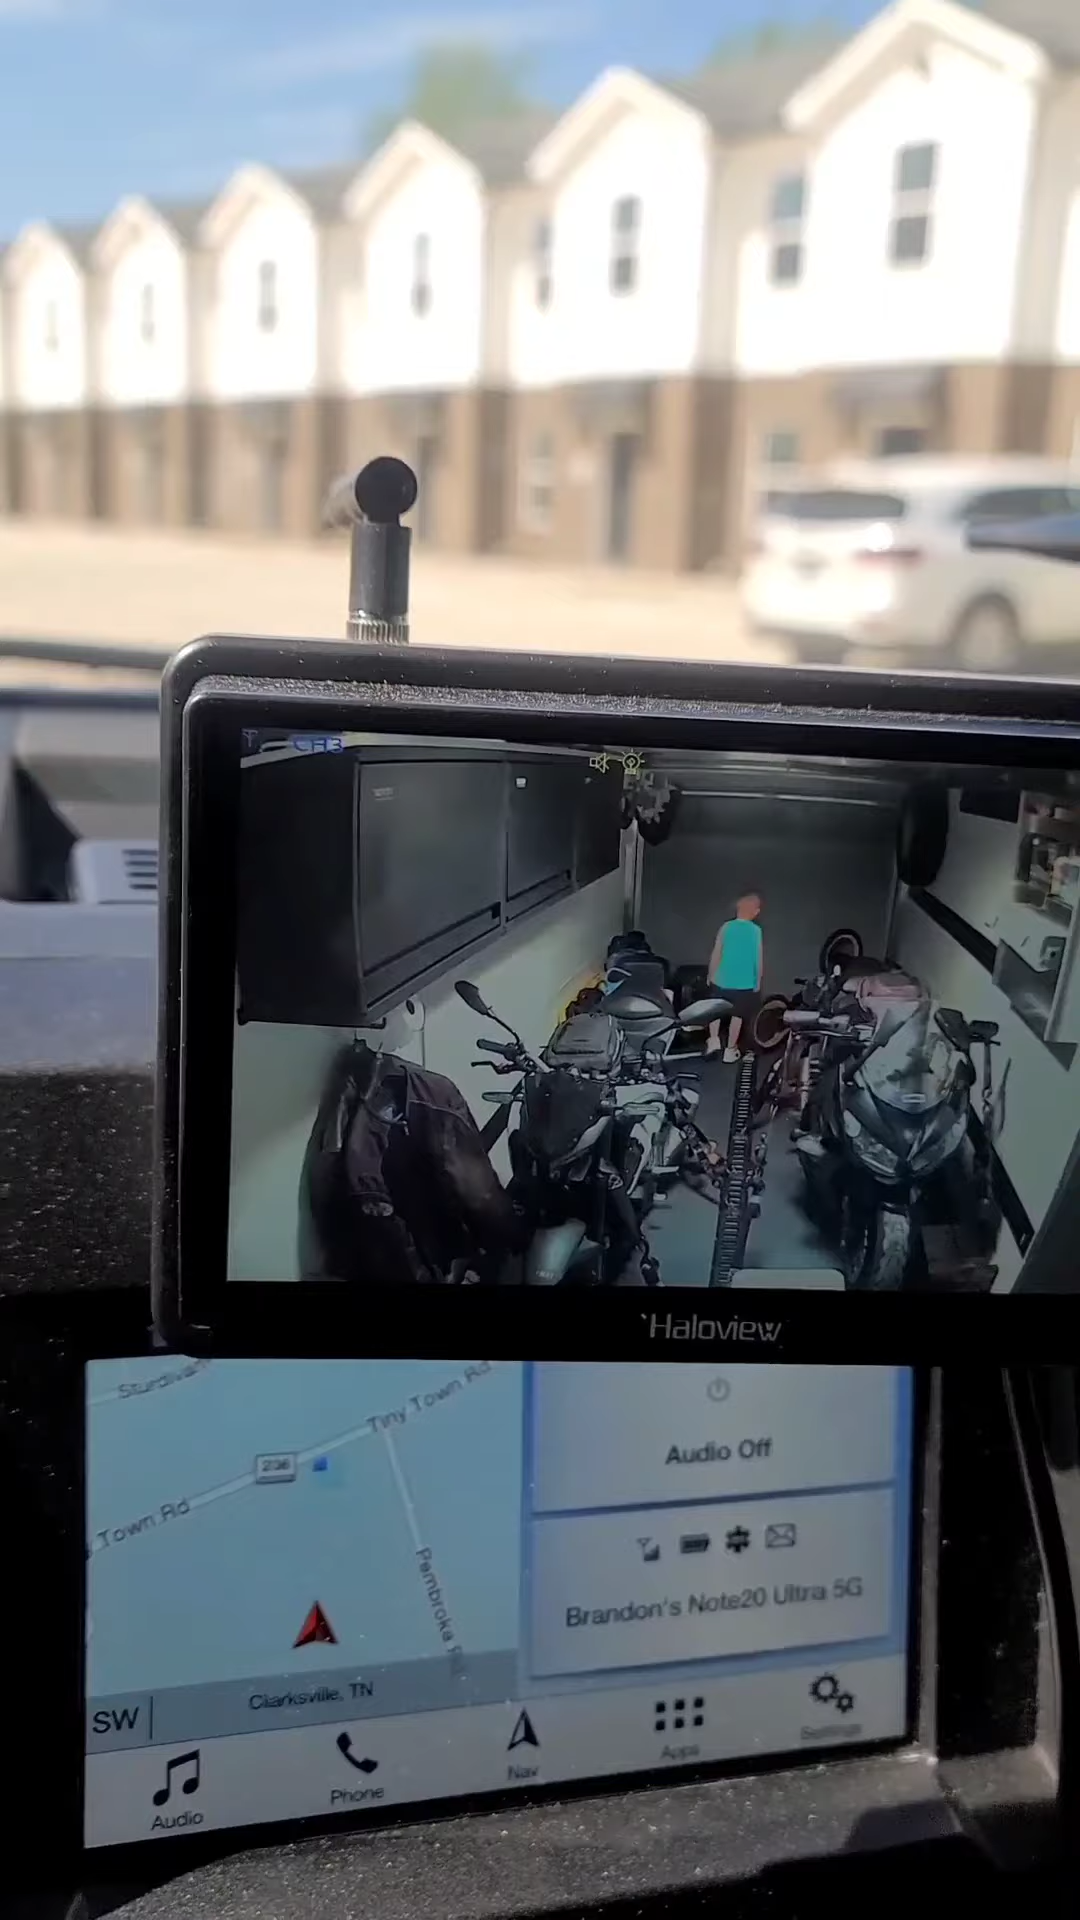 CH3
Haloview
Sturdivan
Tiny Town Rd
236
Town Rd
Pembroke R
Clarksville, TN
SW
Audio Off
Brandon's Note20 Ultra 5G
Audio
Phone
Nav
Apps
Settings